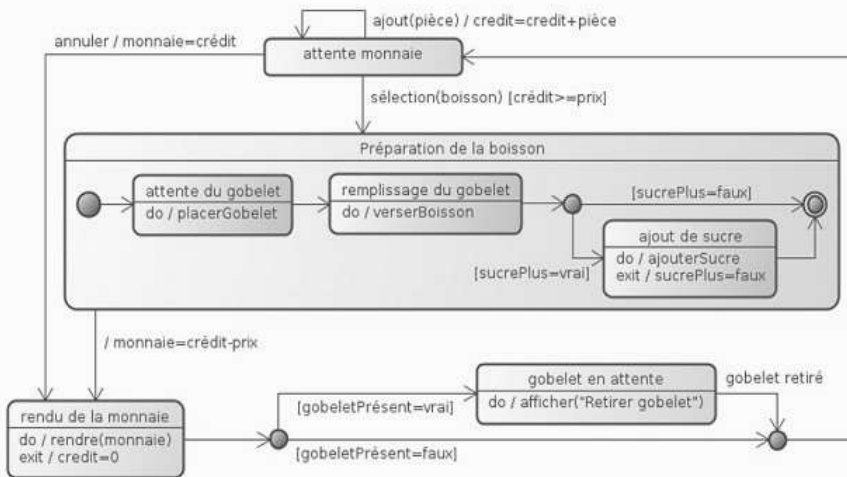 ajout(pièce) / credit=credit+pièce
annuler / monnaie=crédit
attente monnaie
sélection(boisson) [crédit>=prix]
Préparation de la boisson
attente du gobelet
do / placerGobelet
remplissage du gobelet
do / verserBoisson
[sucrePlus=faux]
ajout de sucre
do / ajouterSucre
exit / sucrePlus=faux
[sucrePlus=vrai]
/ monnaie=crédit-prix
rendu de la monnaie
do / rendre(monnaie)
exit / credit=0
[gobeletPrésent=vrai]
gobelet en attente
do / afficher("Retirer gobelet")
gobelet retiré
[gobeletPrésent=faux]